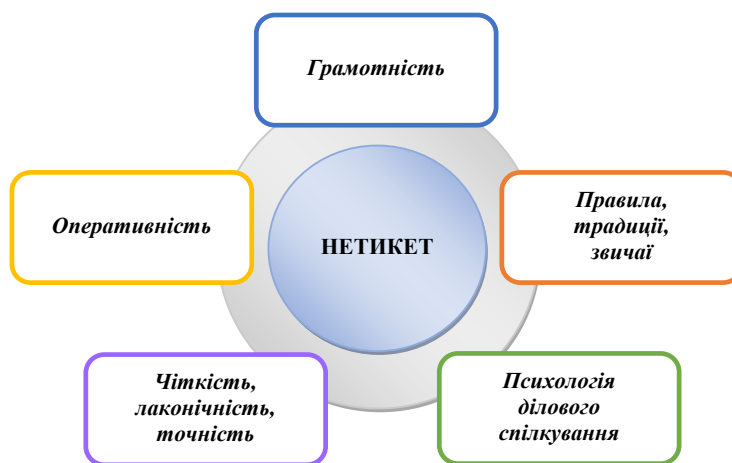 Грамотність
Оперативність
НЕТИКЕТ
Правила,
традиції,
звичаї
Чіткість,
лаконічність,
точність
Психологія
ділового
спілкування